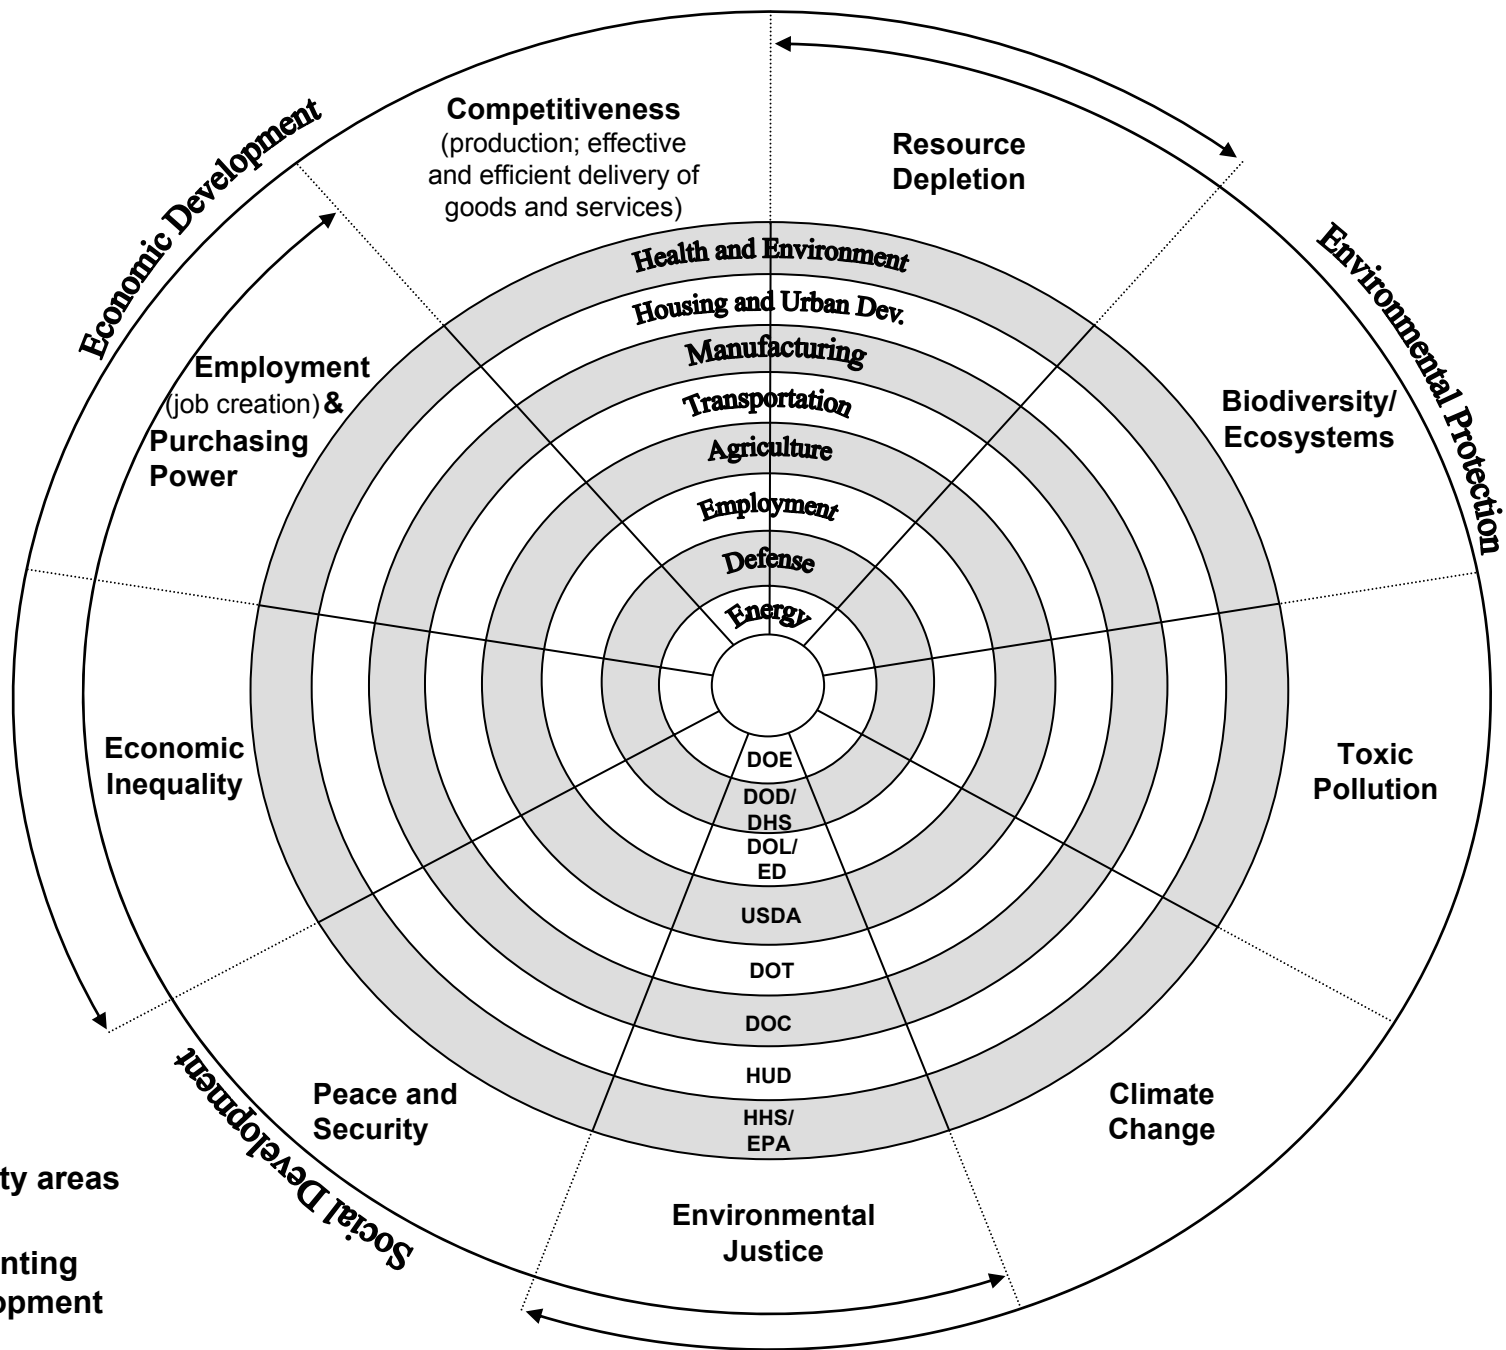 Economic Development
Competitiveness
(production; effective
and efficient delivery of
goods and services)
Resource
Depletion
Environmental Protection
Health and Environment
Housing and Urban Dev.
Manufacturing
Transportation
Agriculture
Employment
Defense
Energy
Employment
(job creation) &
Purchasing
Power
Biodiversity/
Ecosystems
Economic
Inequality
Toxic
Pollution
DOE
DOD/
DHS
DOL/
ED
USDA
DOT
DOC
HUD
HHS/
EPA
Peace and
Security
Climate
Change
Social Development
Environmental
Justice
ty areas
nting
opment